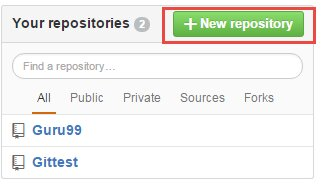 Your repositories 2 + New repository
Find a repository...
All Public Private Sources Forks
Guru99
Gittest